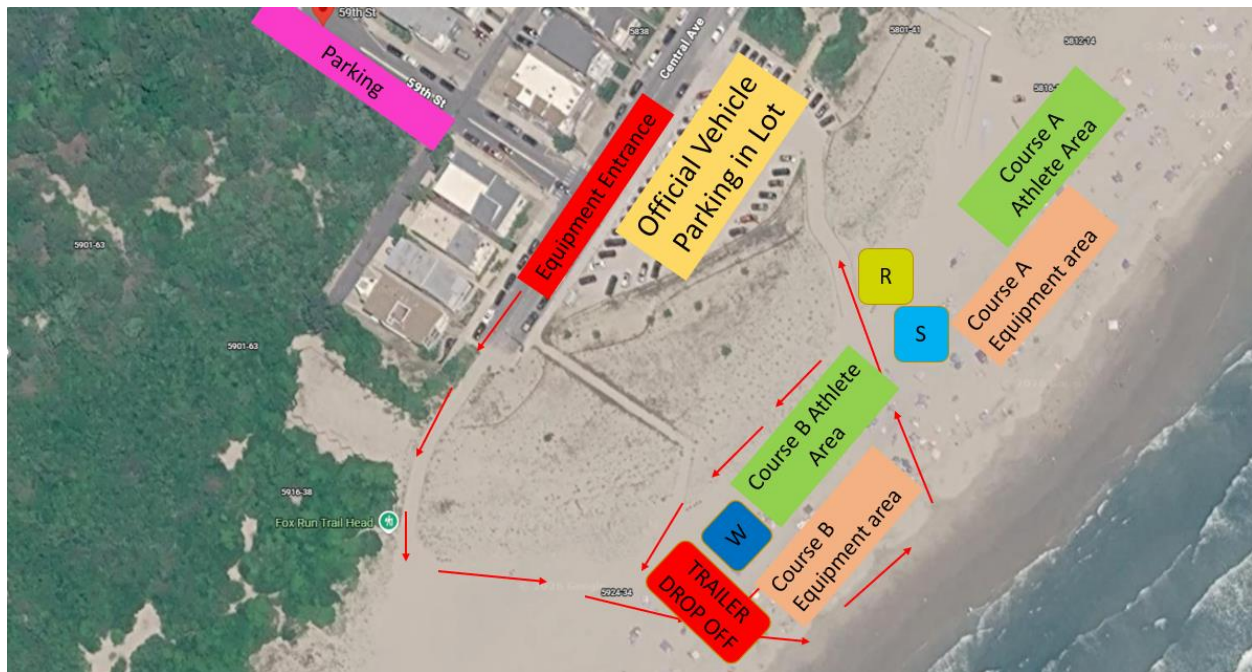 59th St
Parking
59th St
5838
Central Ave
5801-41
5812-14
Equipment Entrance
Official Vehicle
Parking in Lot
Course A
Athlete Area
Course A
Equipment area
R
S
5901-63
5901-63
Course B Athlete
Area
Course B
Equipment area
W
TRAILER
DROP OFF
5916-38
Fox Run Trail Head
5924-34